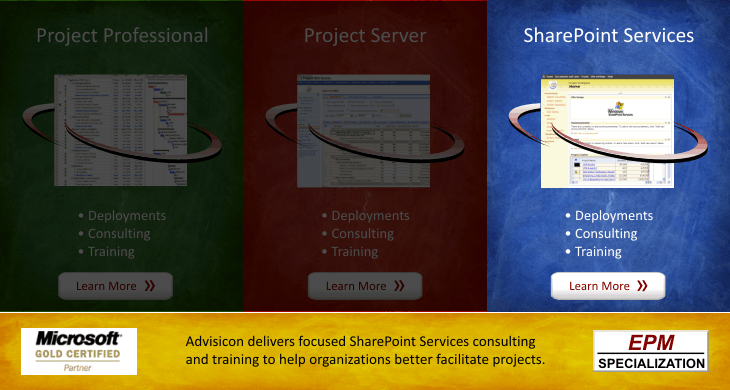 Project Professional
• Deployments
• Consulting
• Training
Learn More »
Project Server
• Deployments
• Consulting
• Training
Learn More »
SharePoint Services
• Deployments
• Consulting
• Training
Learn More »
Microsoft
GOLD CERTIFIED
Partner
Advisicon delivers focused SharePoint Services consulting
and training to help organizations better facilitate projects.
EPM
SPECIALIZATION